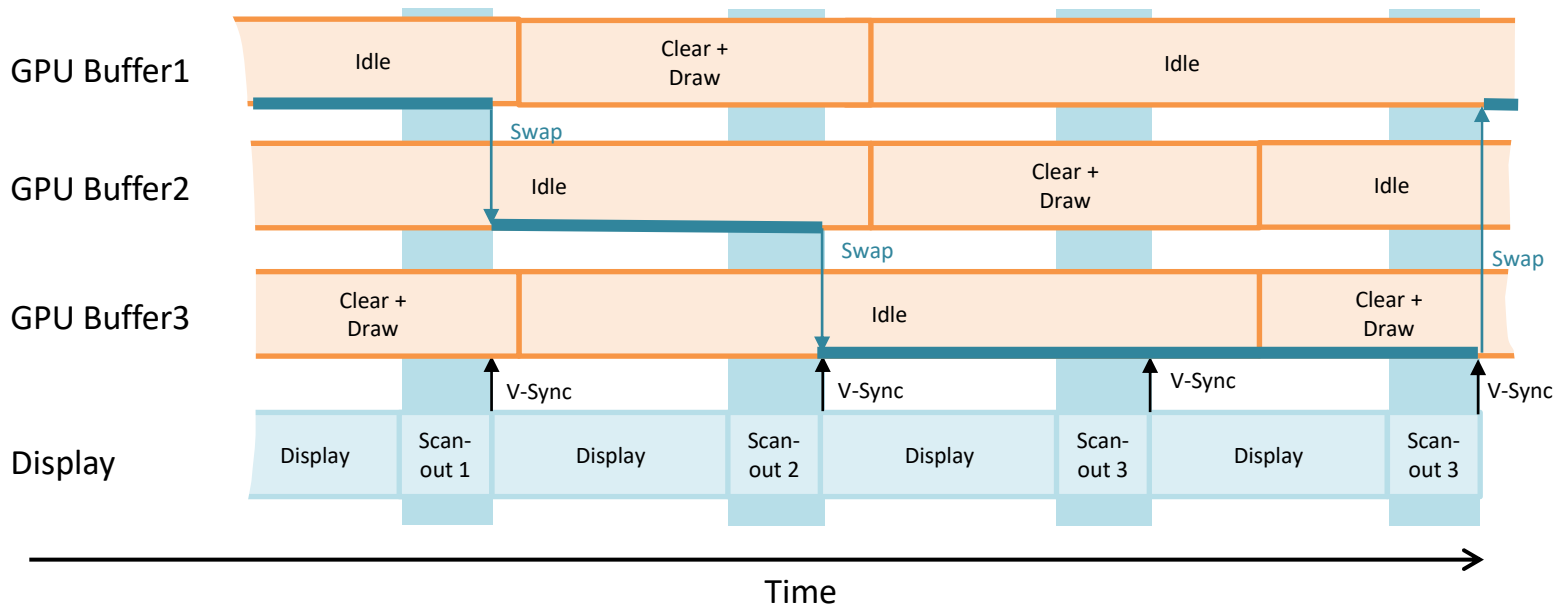 GPU Buffer1
Idle
Clear +
Draw
Idle
Swap
GPU Buffer2
Idle
Clear +
Draw
Idle
Swap
Swap
GPU Buffer3
Clear +
Draw
Idle
Clear +
Draw
V-Sync
V-Sync
V-Sync
V-Sync
Display
Display
Scan-
out 1
Display
Scan-
out 2
Display
Scan-
out 3
Display
Scan-
out 3
Time